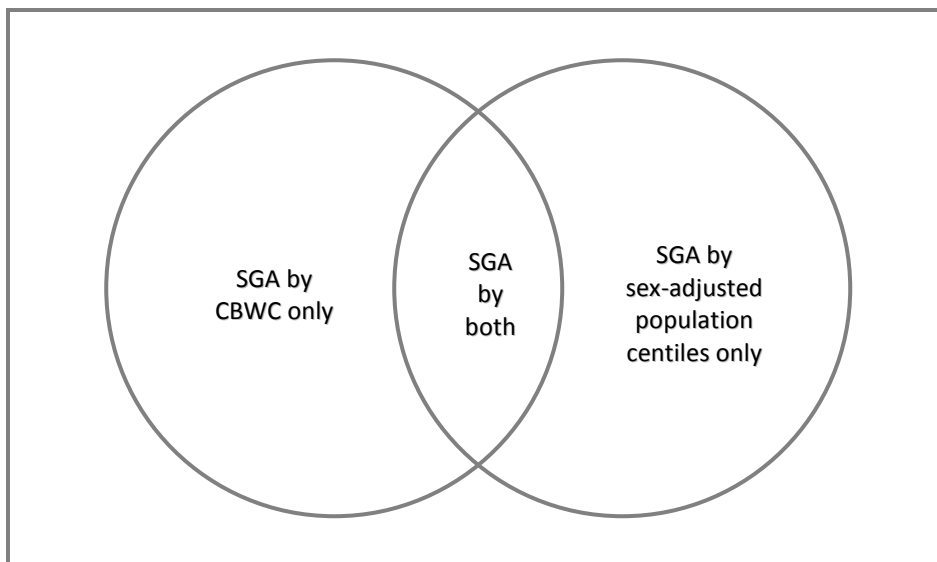 SGA by
CBWC only
SGA
by
both
SGA by
sex-adjusted
population
centiles only